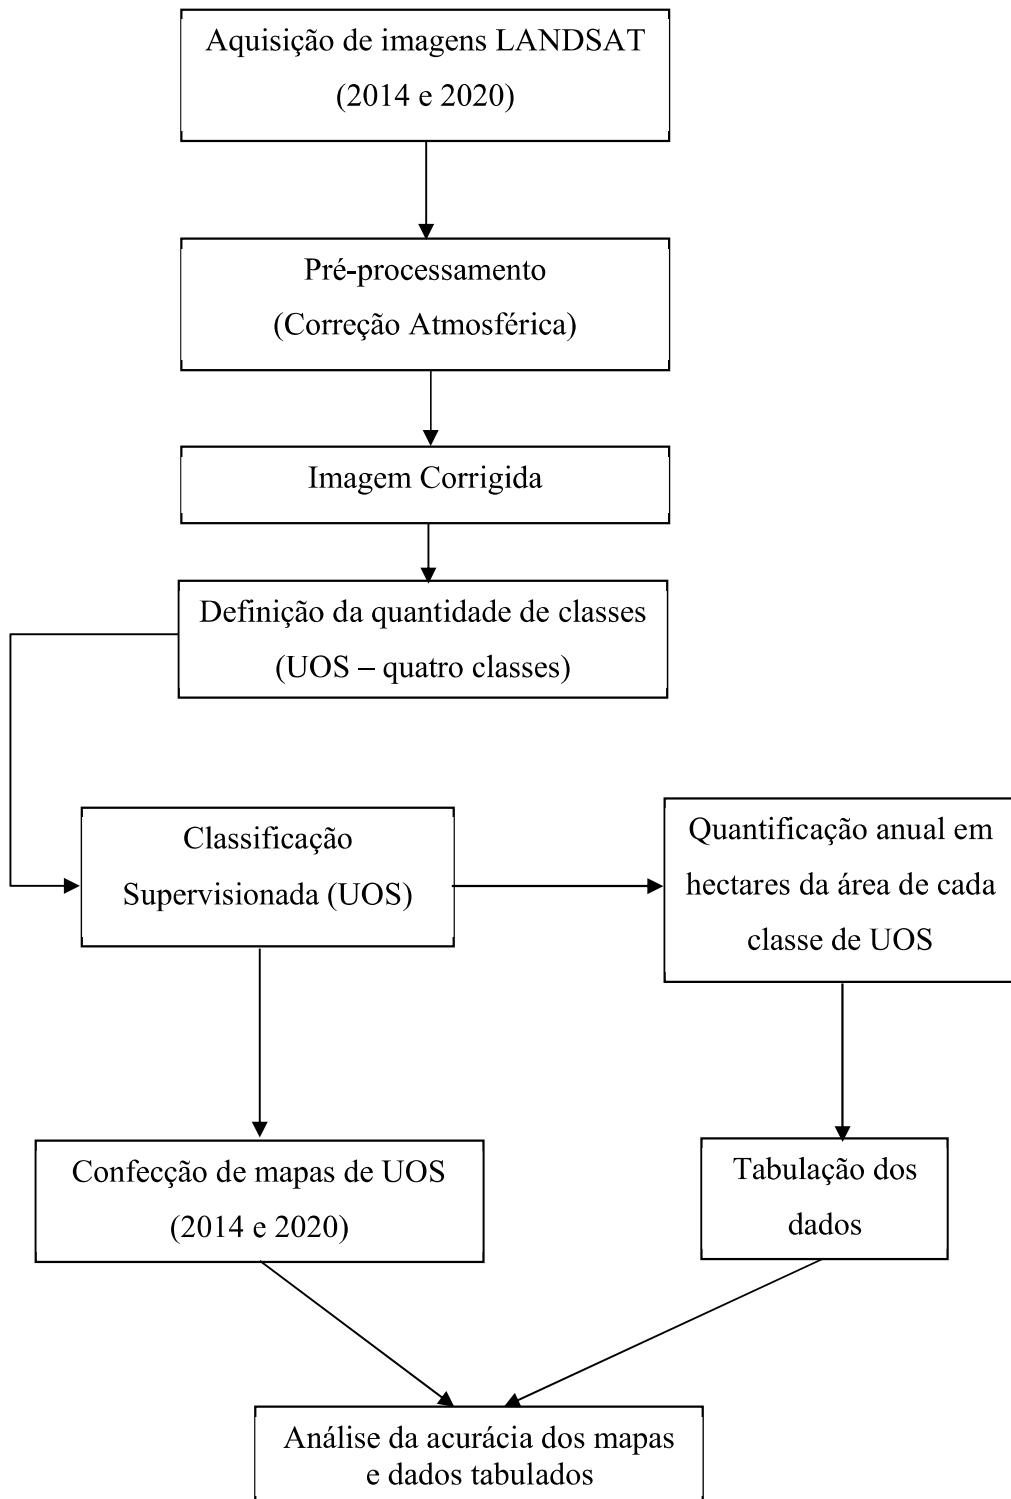 Aquisição de imagens LANDSAT
(2014 e 2020)
Pré-processamento
(Correção Atmosférica)
Imagem Corrigida
Definição da quantidade de classes
(UOS – quatro classes)
Classificação
Supervisionada (UOS)
Quantificação anual em
hectares da área de cada
classe de UOS
Confecção de mapas de UOS
(2014 e 2020)
Tabulação dos
dados
Análise da acurácia dos mapas
e dados tabulados